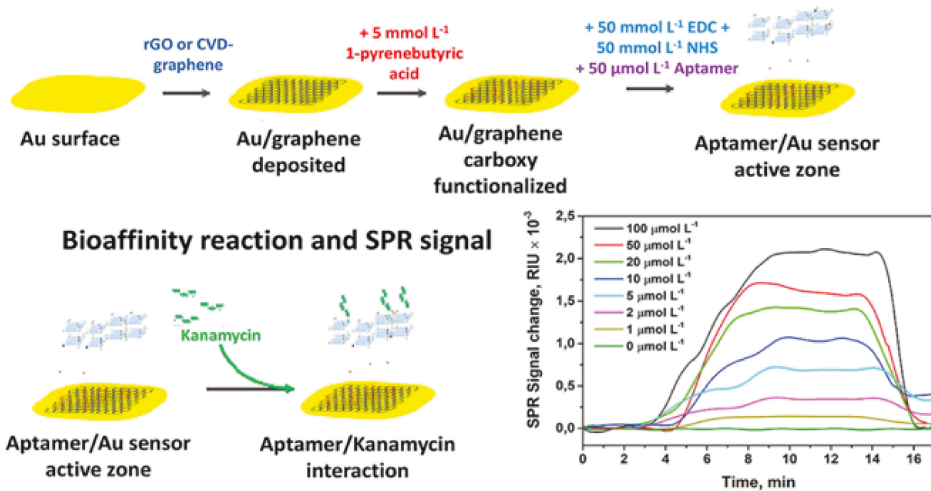 rGO or CVD-
graphene
+ 5 mmol L⁻¹
1-pyrenebutyric
acid
+ 50 mmol L⁻¹ EDC +
50 mmol L⁻¹ NHS
+ 50 μmol L⁻¹ Aptamer
Au surface
Au/graphene
deposited
Au/graphene
carboxy
functionalized
Aptamer/Au sensor
active zone
Bioaffinity reaction and SPR signal
Kanamycin
Aptamer/Au sensor
active zone
Aptamer/Kanamycin
interaction
SPR Signal change, RIU × 10⁻³
2,0
1,5
1,0
0,5
0,0
100 μmol L⁻¹
50 μmol L⁻¹
20 μmol L⁻¹
10 μmol L⁻¹
5 μmol L⁻¹
2 μmol L⁻¹
1 μmol L⁻¹
0 μmol L⁻¹
0 2 4 6 8 10 12 14 16
Time, min